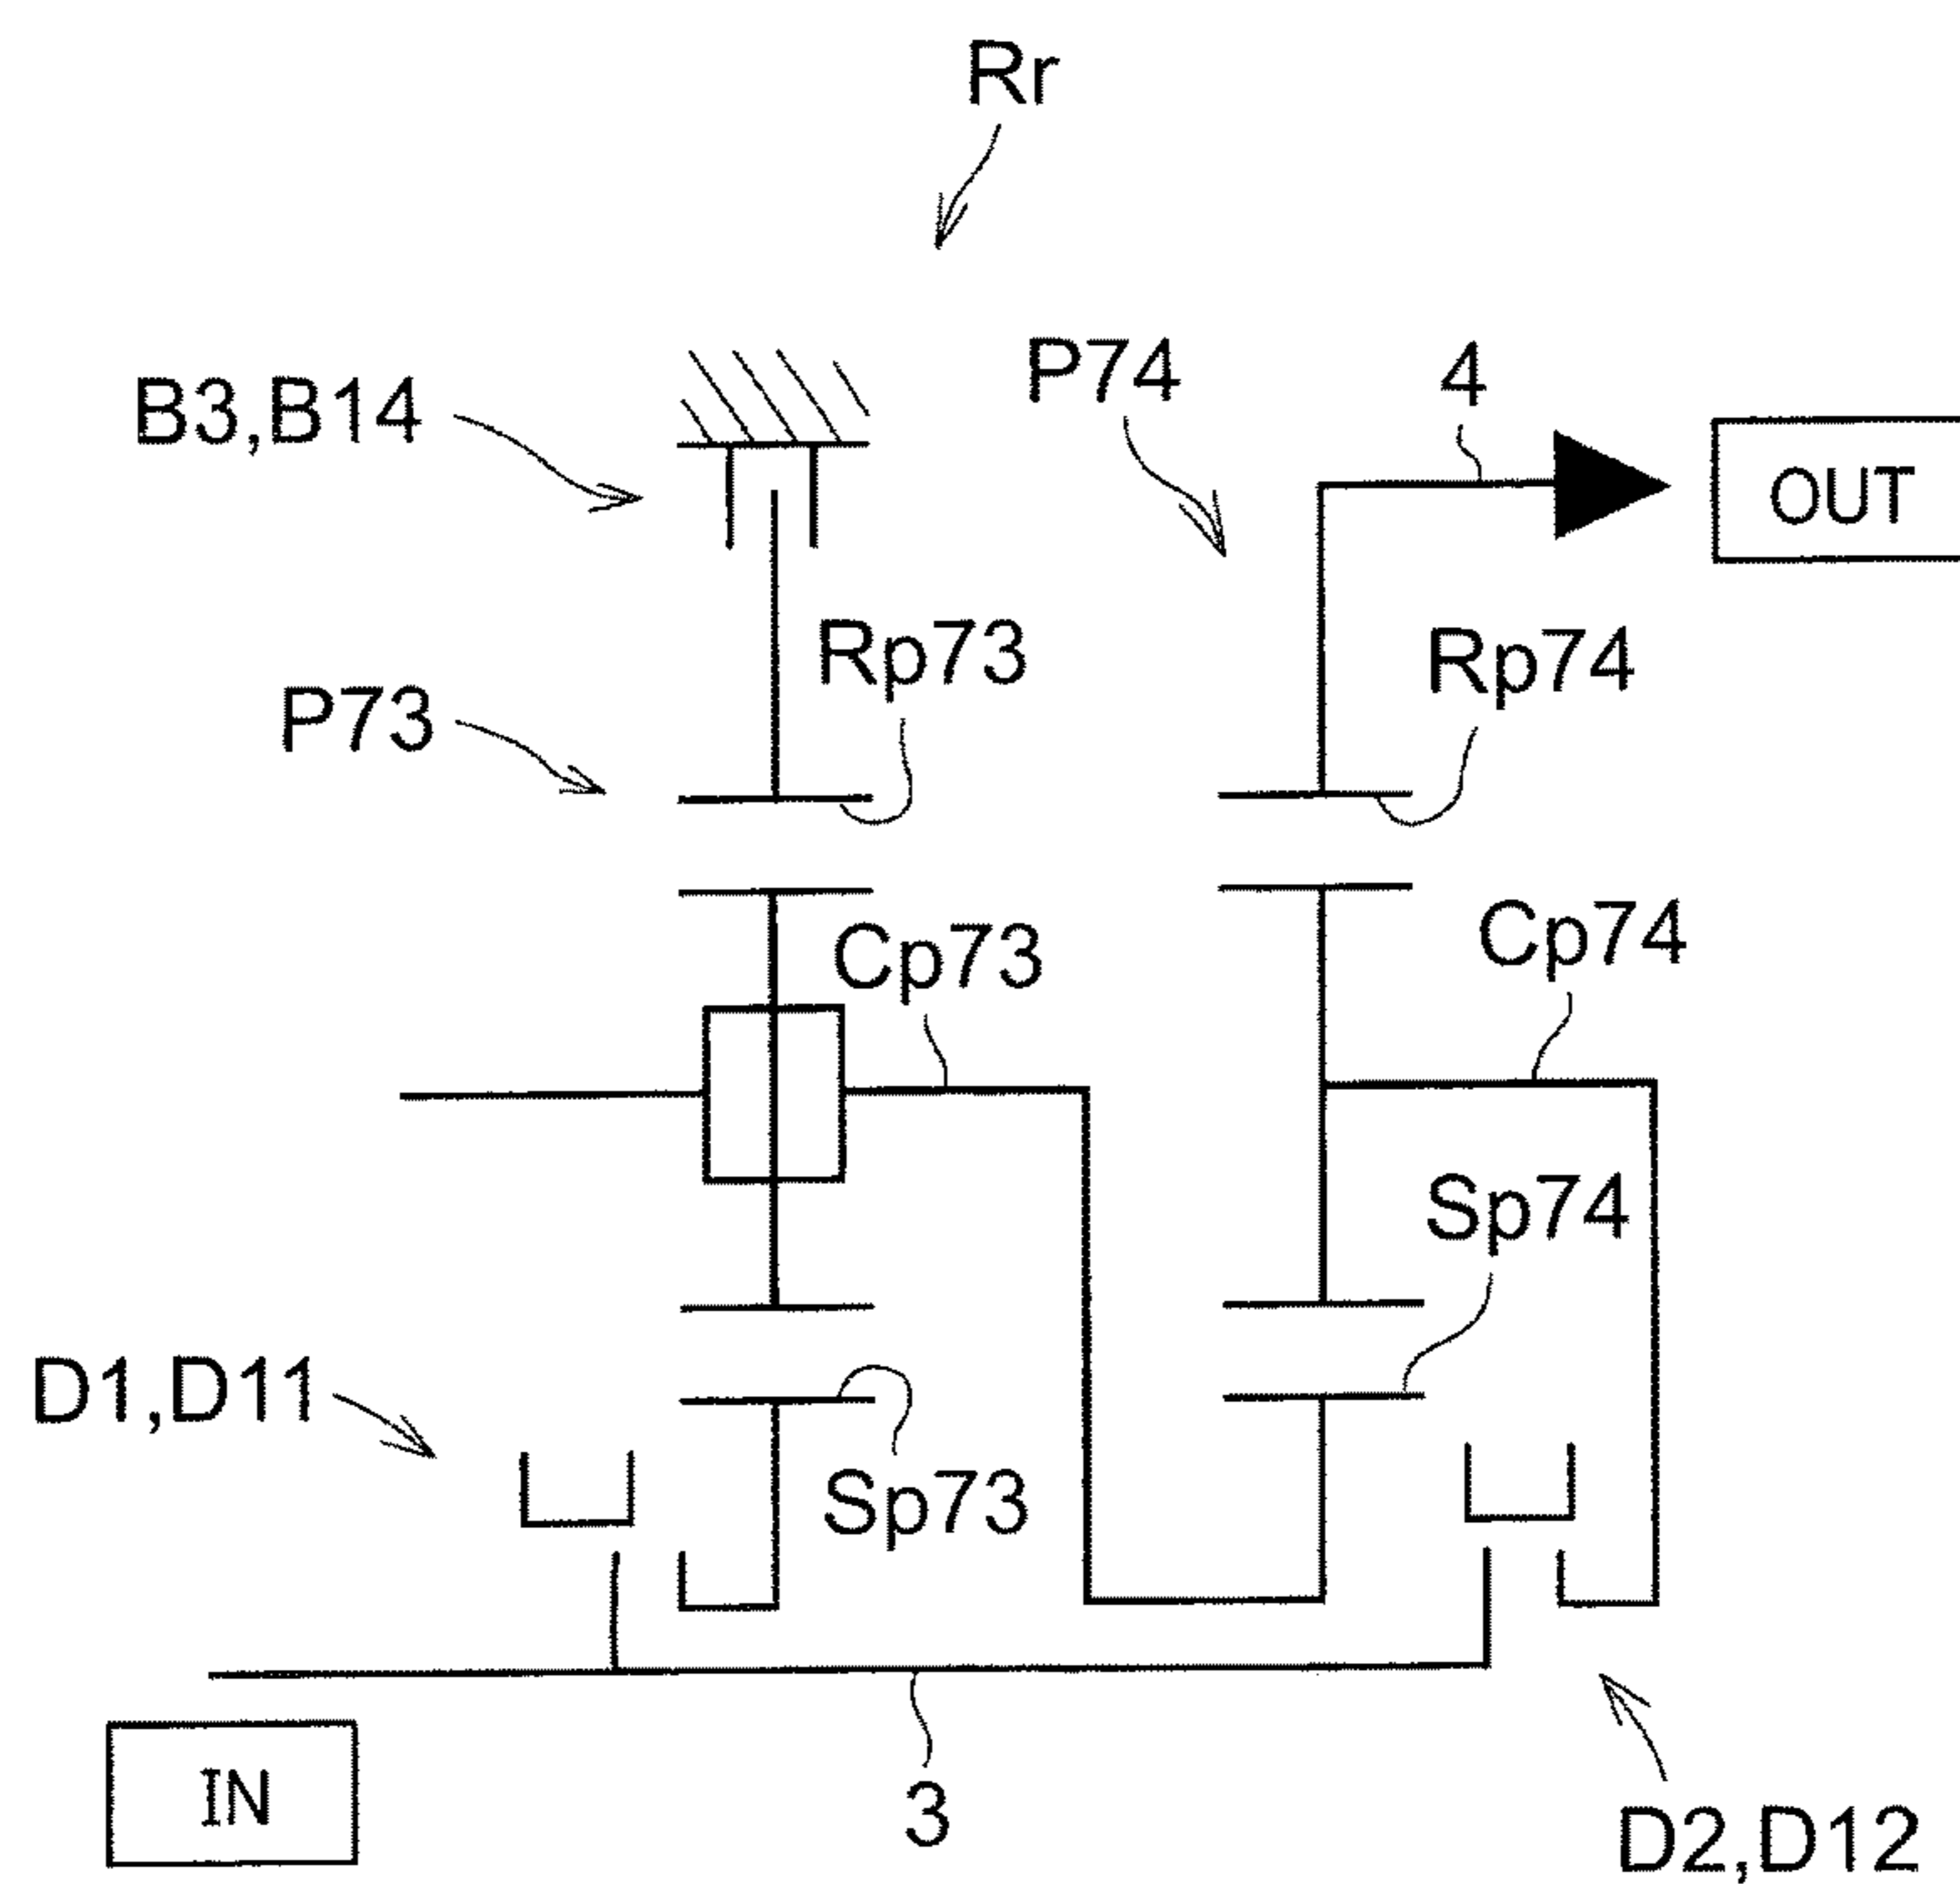 Rr
B3,B14
P74
4
OUT
P73
Rp73
Rp74
Cp73
Cp74
Sp74
D1,D11
Sp73
IN
3
D2,D12